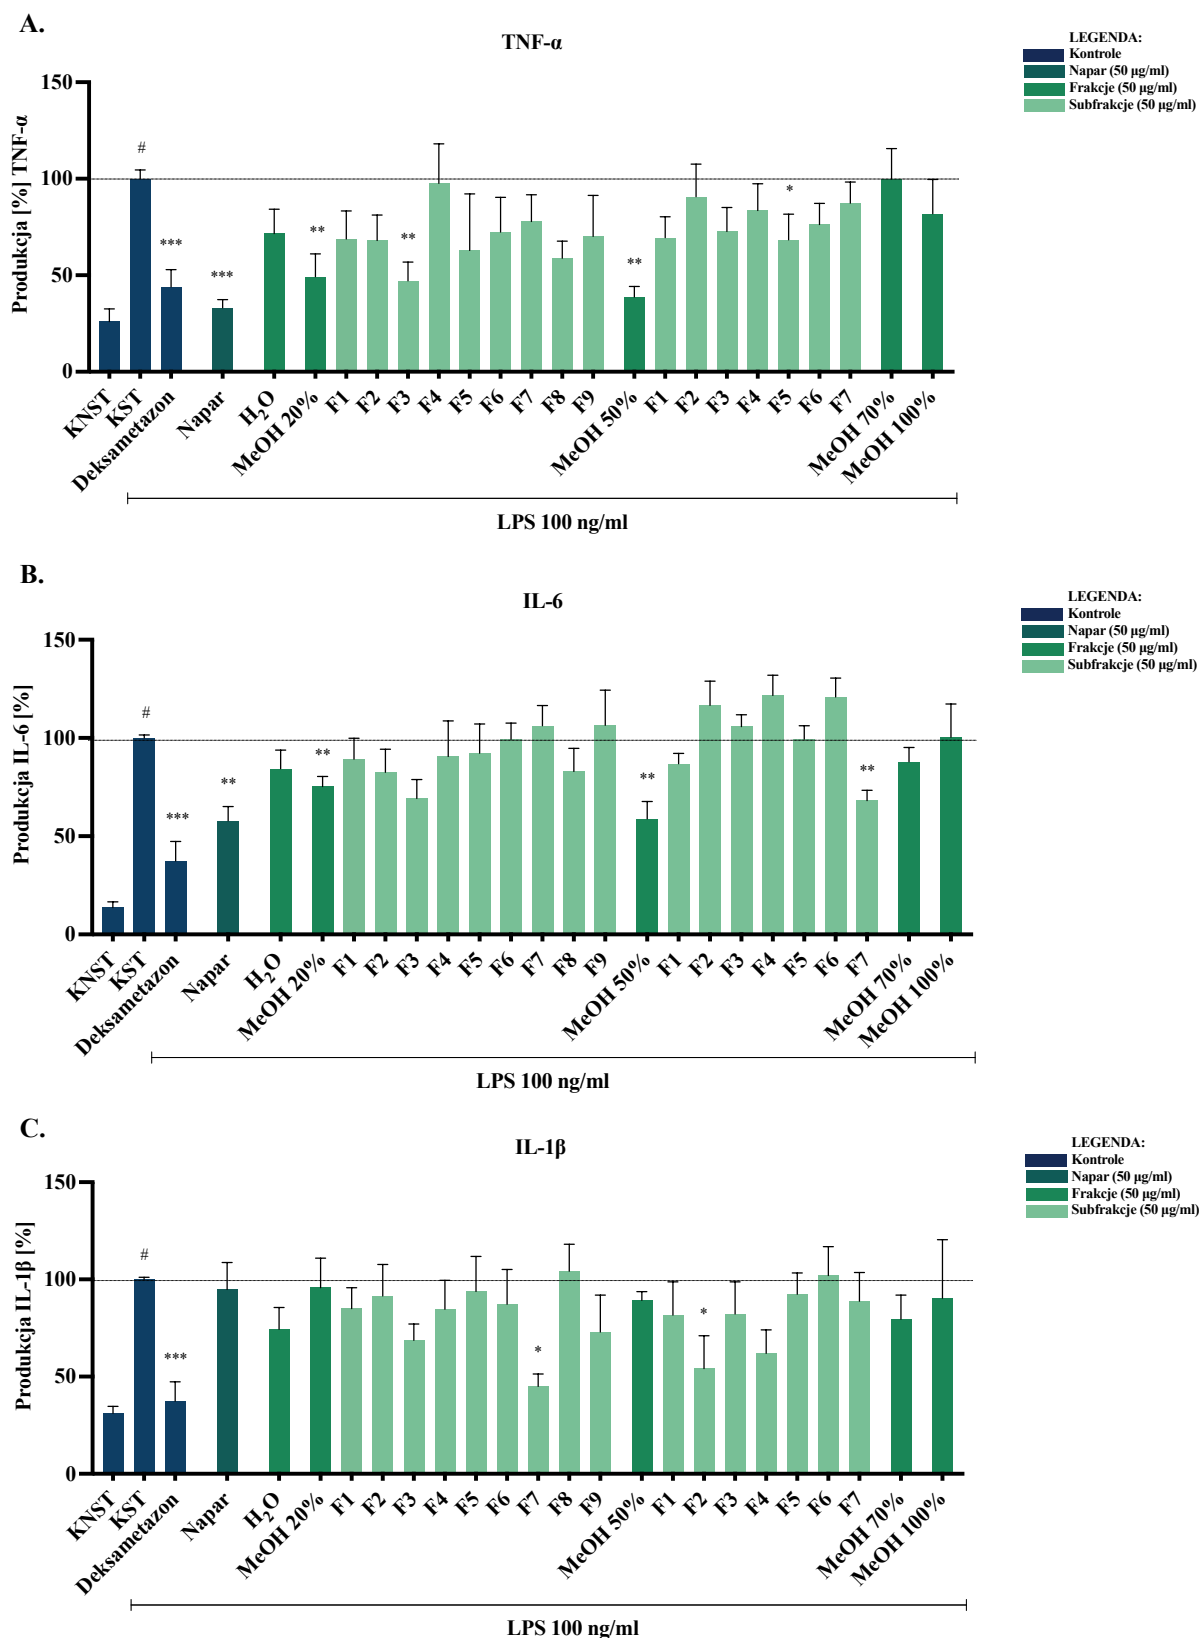 A.
TNF-α
LEGENDA:
Kontrole
Napar (50 µg/ml)
Frakcje (50 µg/ml)
Subfrakcje (50 µg/ml)
Produkcja [%] TNF-α
150
100
50
0
#
***
***
**
**
**
*
KNST
KST
Deksametazon
Napar
H₂O
MeOH 20%
F1
F2
F3
F4
F5
F6
F7
F8
F9
MeOH 50%
F1
F2
F3
F4
F5
F6
F7
MeOH 70%
MeOH 100%
LPS 100 ng/ml
B.
IL-6
LEGENDA:
Kontrole
Napar (50 µg/ml)
Frakcje (50 µg/ml)
Subfrakcje (50 µg/ml)
Produkcja IL-6 [%]
150
100
50
0
#
***
**
**
**
**
KNST
KST
Deksametazon
Napar
H₂O
MeOH 20%
F1
F2
F3
F4
F5
F6
F7
F8
F9
MeOH 50%
F1
F2
F3
F4
F5
F6
F7
MeOH 70%
MeOH 100%
LPS 100 ng/ml
C.
IL-1β
LEGENDA:
Kontrole
Napar (50 µg/ml)
Frakcje (50 µg/ml)
Subfrakcje (50 µg/ml)
Produkcja IL-1β [%]
150
100
50
0
#
***
*
*
KNST
KST
Deksametazon
Napar
H₂O
MeOH 20%
F1
F2
F3
F4
F5
F6
F7
F8
F9
MeOH 50%
F1
F2
F3
F4
F5
F6
F7
MeOH 70%
MeOH 100%
LPS 100 ng/ml